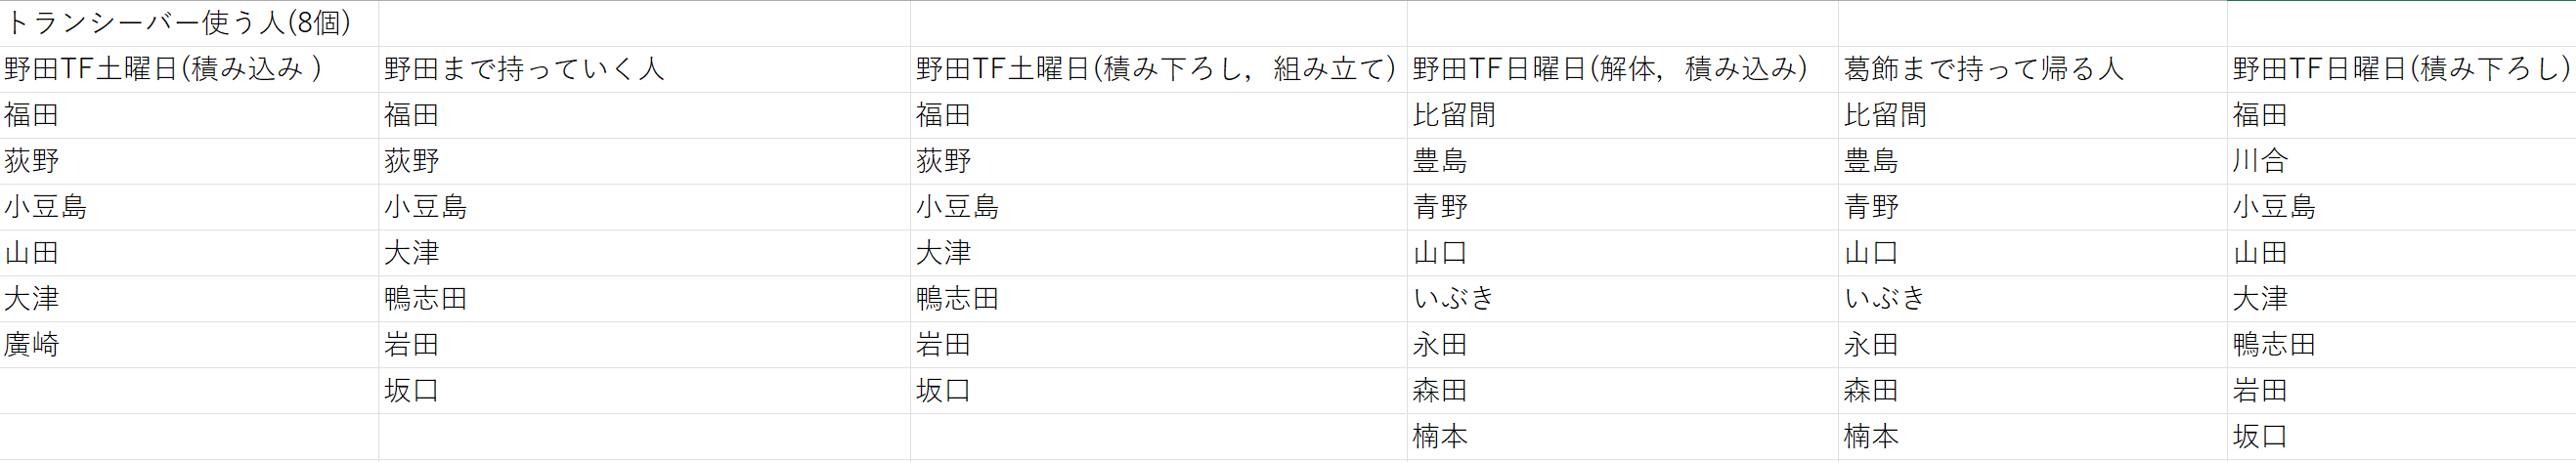 トランシーバー使う人(8個)
野田TF土曜日(積み込み ) 野田まで持っていく人 野田TF土曜日(積み下ろし，組み立て) 野田TF日曜日(解体，積み込み) 葛飾まで持って帰る人 野田TF日曜日(積み下ろし)
福田 福田 福田 比留間 比留間 福田
荻野 荻野 荻野 豊島 豊島 川合
小豆島 小豆島 小豆島 青野 青野 小豆島
山田 大津 大津 山口 山口 山田
大津 鴨志田 鴨志田 いぶき いぶき 大津
廣崎 岩田 岩田 永田 永田 鴨志田
坂口 坂口 森田 森田 岩田
楠本 楠本 坂口